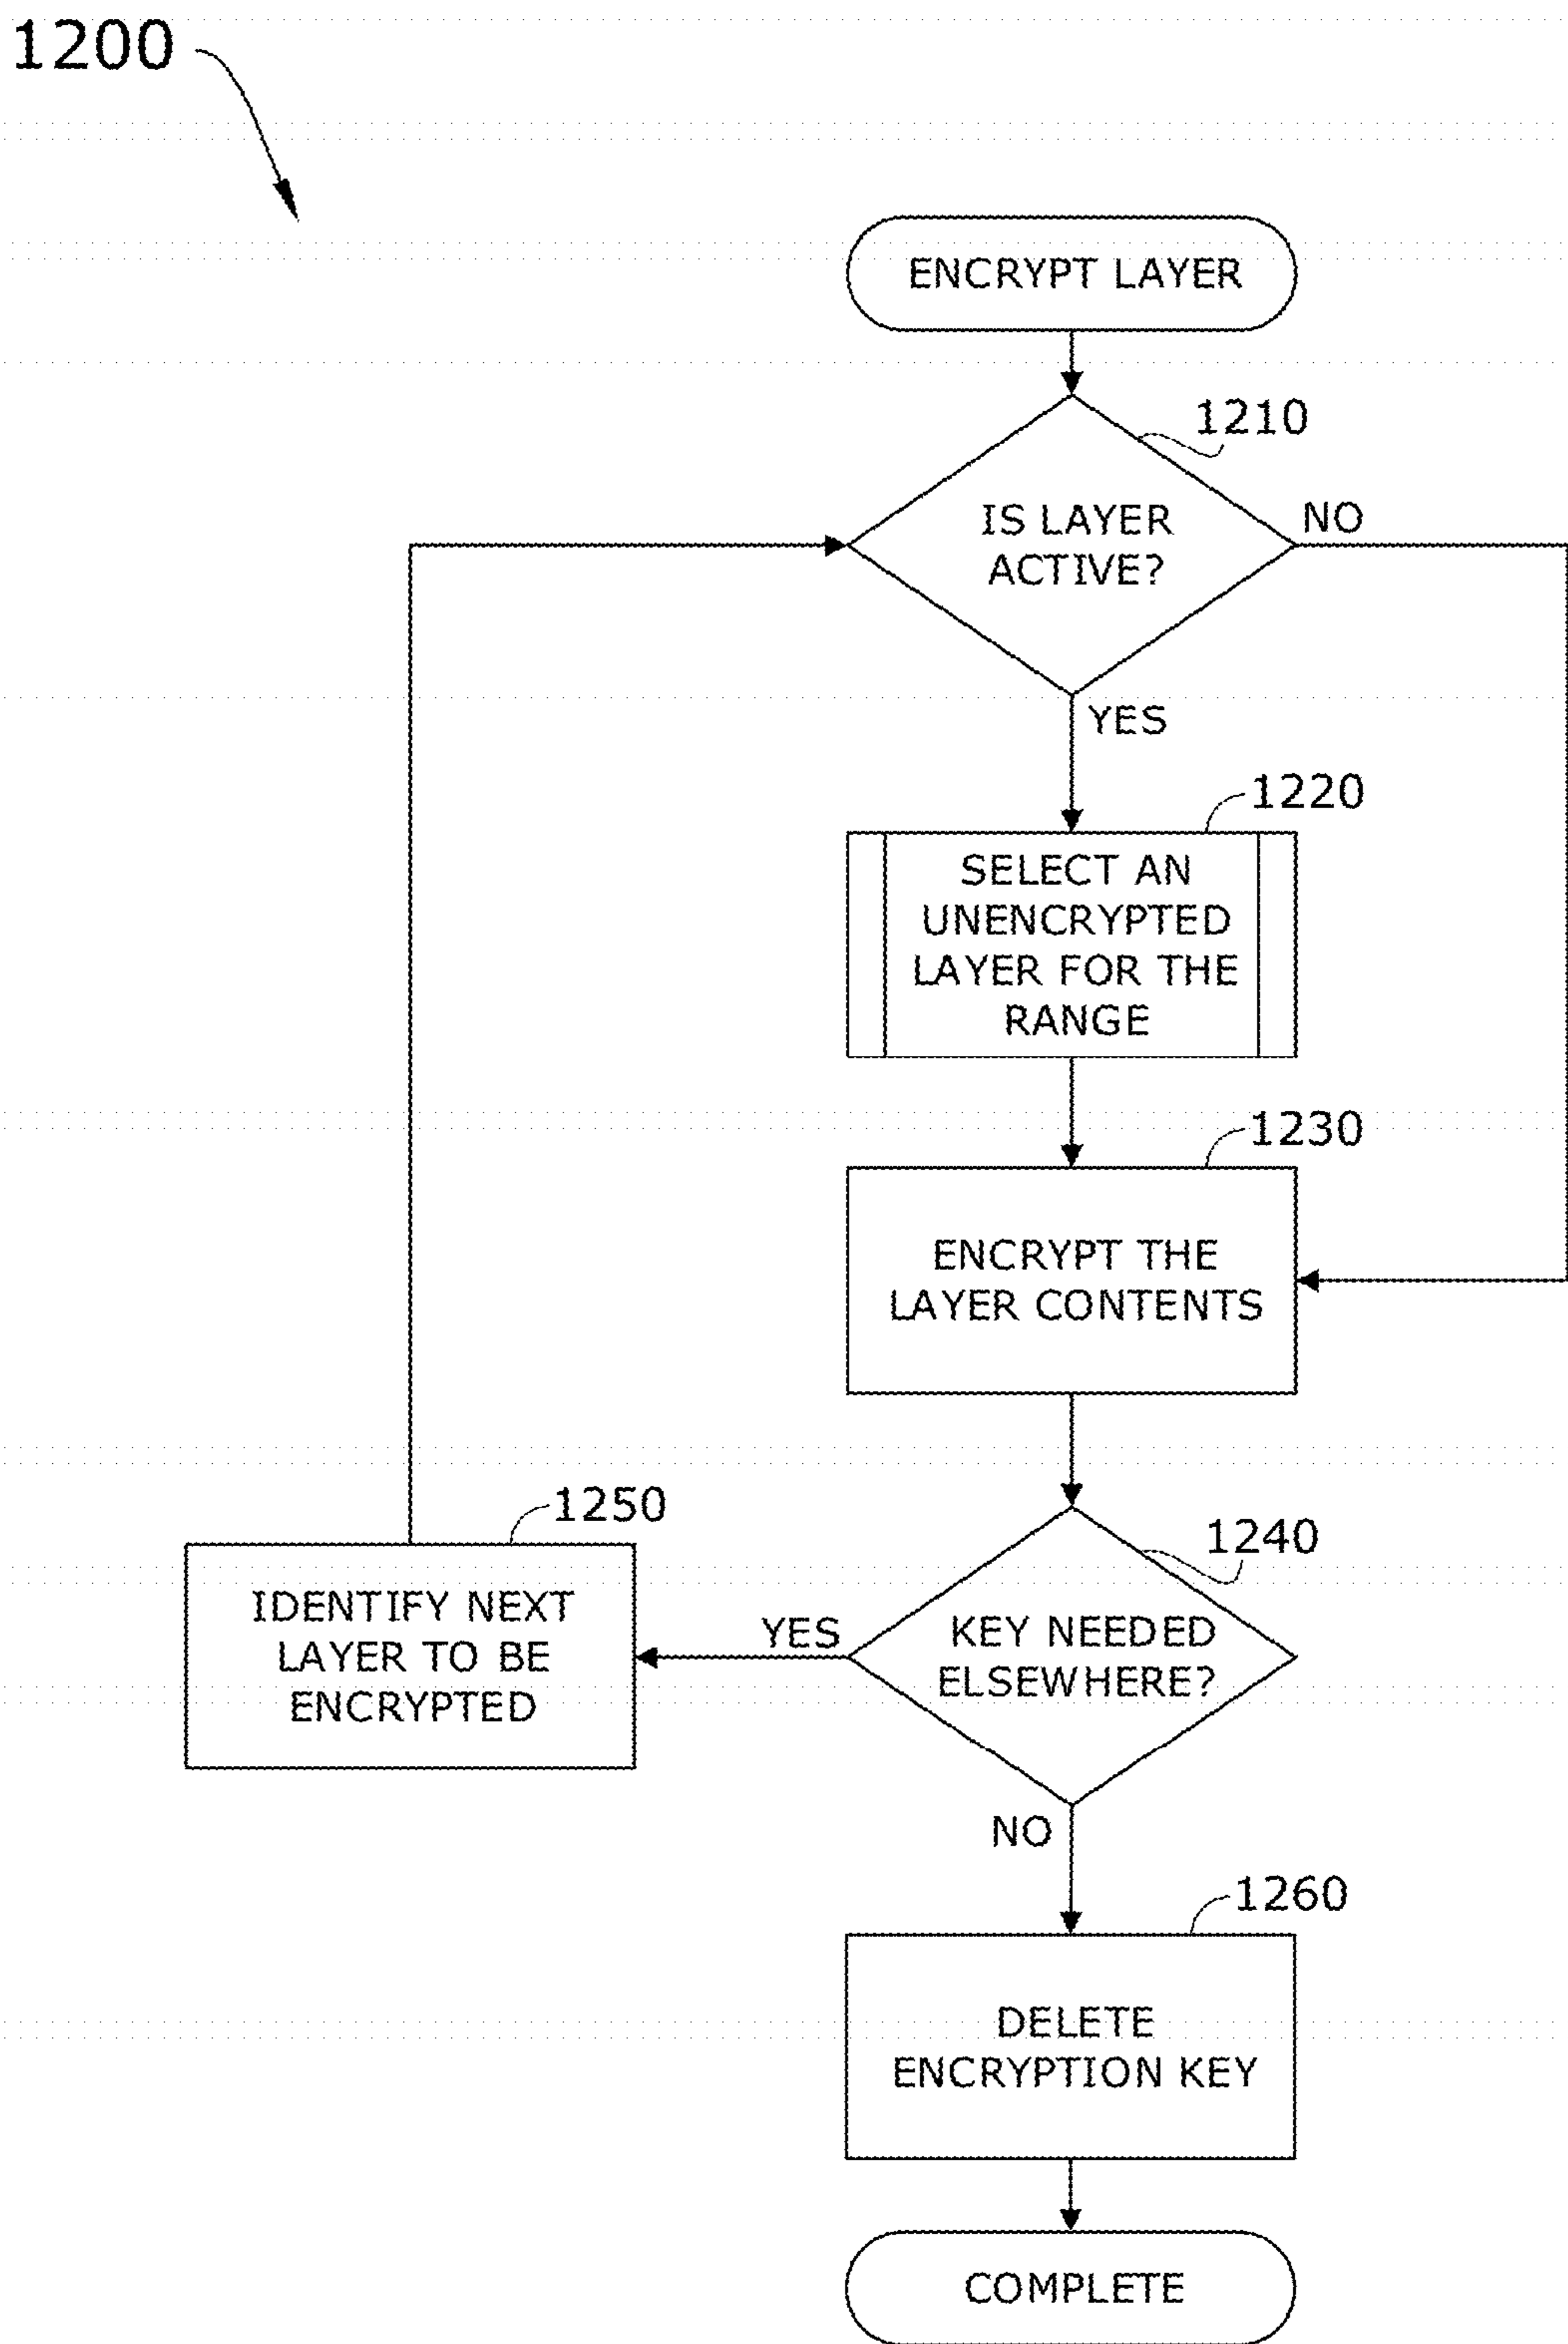 1200
ENCRYPT LAYER
1210
IS LAYER
ACTIVE?
NO
YES
1220
SELECT AN
UNENCRYPTED
LAYER FOR THE
RANGE
1230
ENCRYPT THE
LAYER CONTENTS
1240
KEY NEEDED
ELSEWHERE?
YES
1250
IDENTIFY NEXT
LAYER TO BE
ENCRYPTED
NO
1260
DELETE
ENCRYPTION KEY
COMPLETE